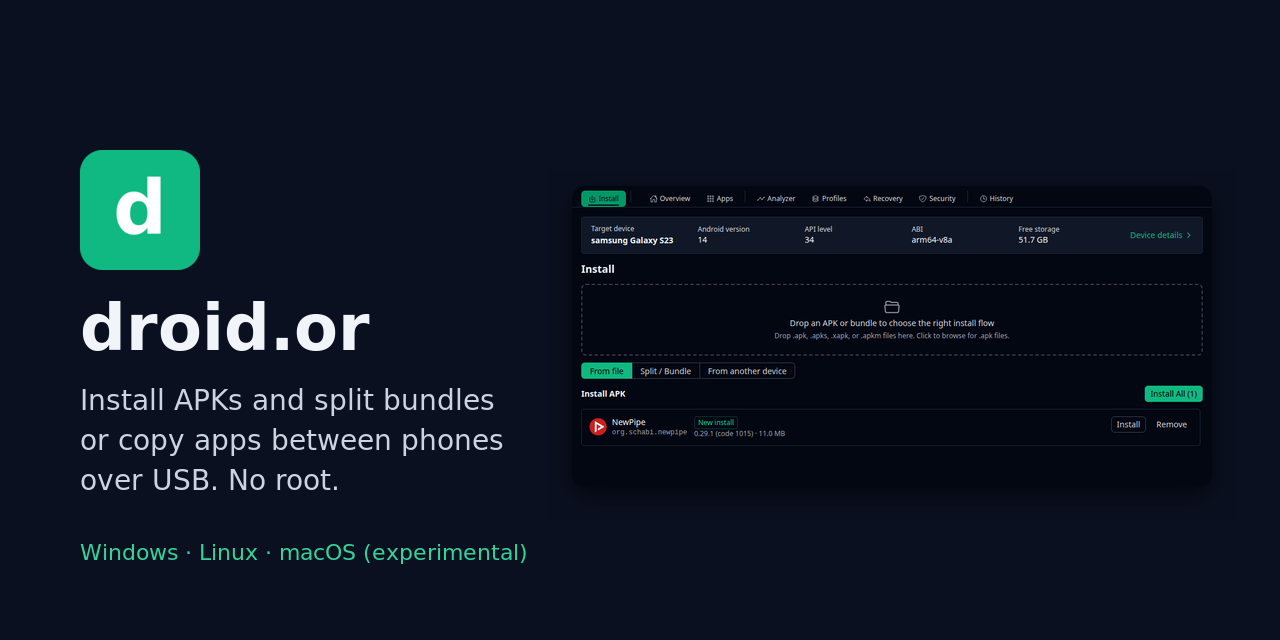 d
droid.or
Install APKs and split bundles
or copy apps between phones
over USB. No root.
Windows · Linux · macOS (experimental)
Install Overview Apps Analyzer Profiles Recovery Security History
Target device Android version API level ABI Free storage
samsung Galaxy S23 14 34 arm64-v8a 51.7 GB
Device details
Install
Drop an APK or bundle to choose the right install flow
Drop .apk, .apks, .xapk, or .apkm files here. Click to browse for .apk files.
From file Split / Bundle From another device
Install APK Install All (1)
NewPipe New install
org.schabi.newpipe 0.29.1 (code 1015) · 11.0 MB
Install Remove